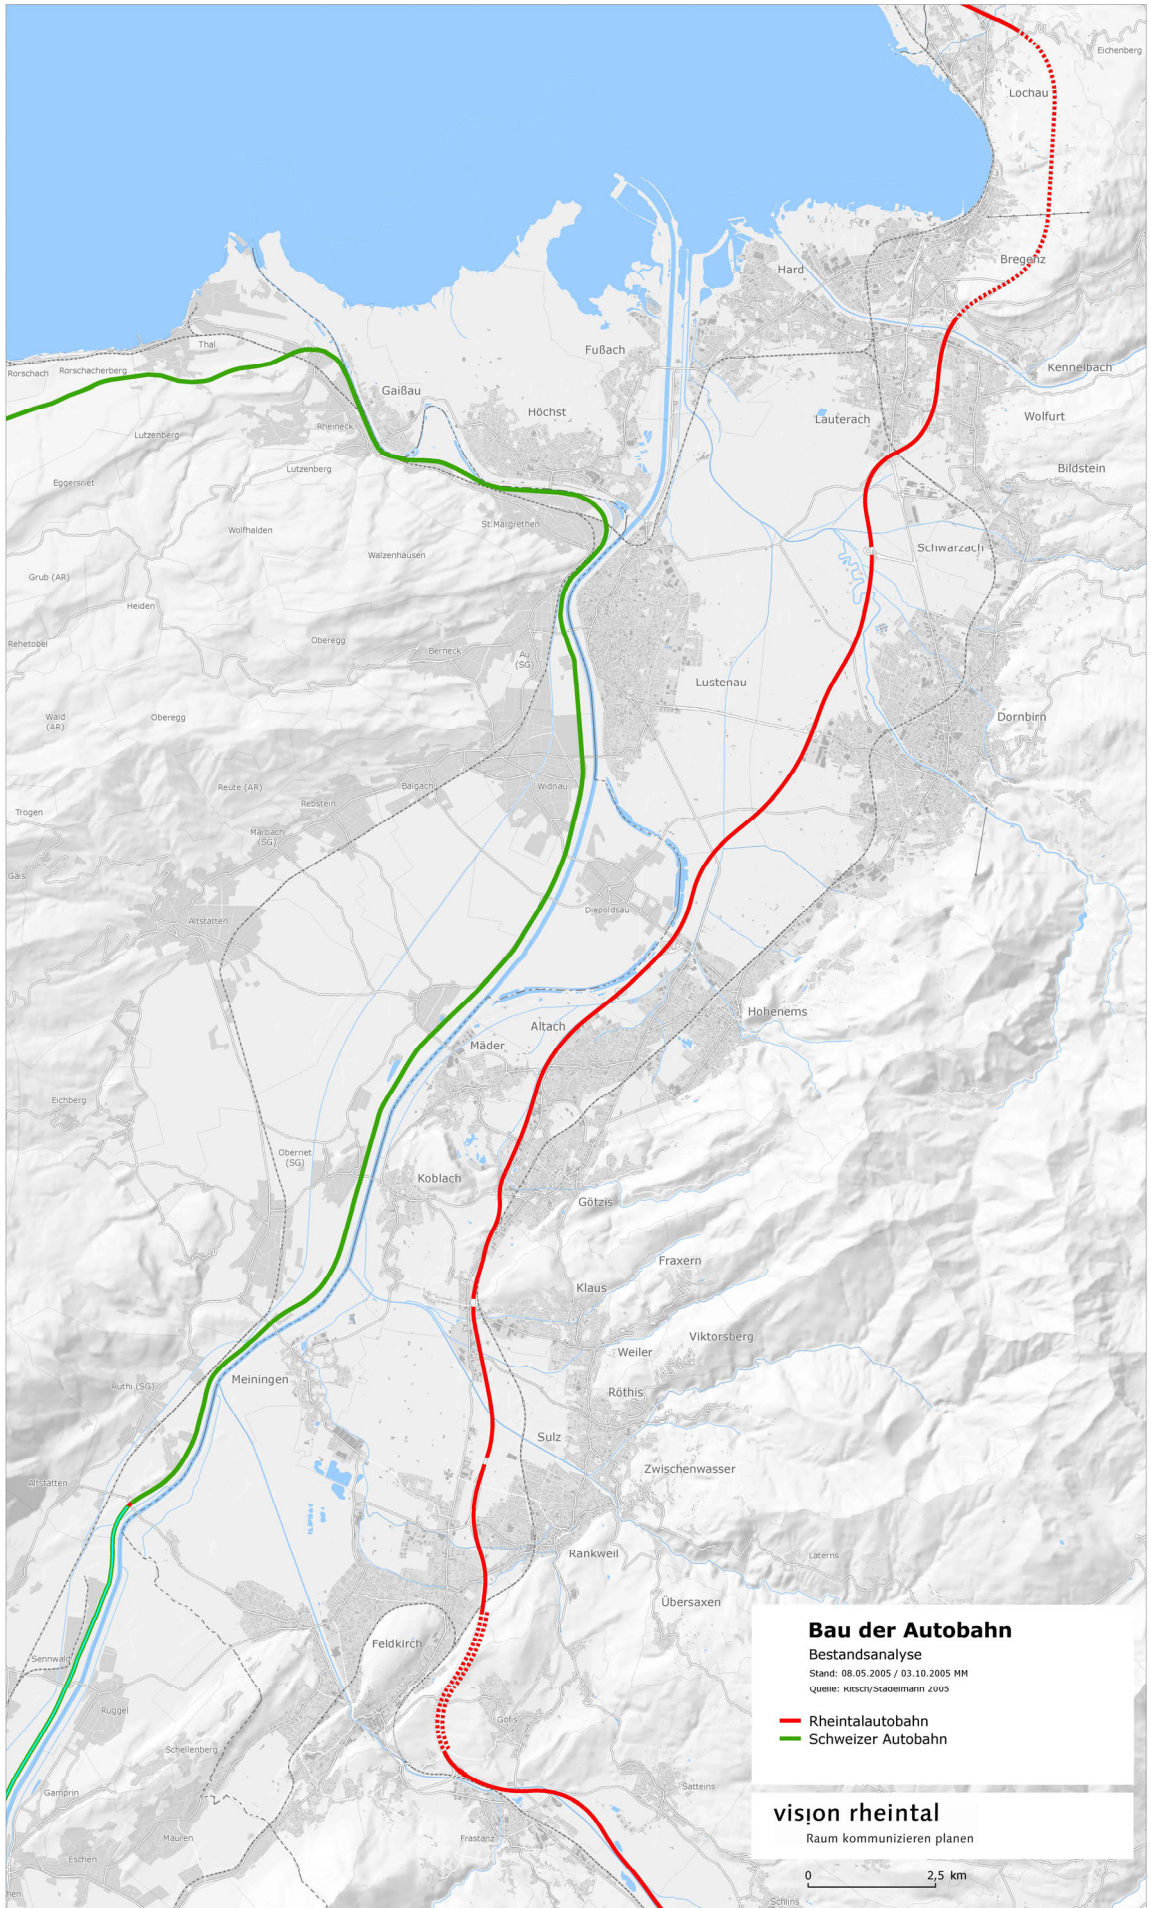 Eichenberg
Lochau
Bregenz
Hard
Thal
Fußach
Rorschach
Rorschacherberg
Kennelbach
Gaißau
Höchst
Lauterach
Wolfurt
Rheineck
Lutzenberg
Lutzenberg
Bildstein
Eggersriet
St.Margrethen
Wolfhalden
Walzenhausen
Schwarzach
Grub (AR)
Heiden
Rehetobel
Oberegg
Berneck
Au
(SG)
Lustenau
Wald
(AR)
Oberegg
Dornbirn
Reute (AR)
Balgach
Widnau
Rebstein
Trogen
Marbach
(SG)
Gais
Altstätten
Diepoldsau
Hohenems
Altach
Mäder
Eichberg
Oberriet
(SG)
Koblach
Götzis
Fraxern
Klaus
Viktorsberg
Weiler
Meiningen
Rüthi (SG)
Röthis
Sulz
Zwischenwasser
Altstätten
Rankweil
Laterns
Übersaxen
Feldkirch
Sennwald
Ruggel
Göfis
Schellenberg
Gamprin
Satteins
Mauren
Frastanz
Eschen
Schlins
Bau der Autobahn
Bestandsanalyse
Stand: 08.05.2005 / 03.10.2005 MM
Quelle: Kitsch/Stadelmann 2005
Rheintalautobahn
Schweizer Autobahn
vision rheintal
Raum kommunizieren planen
0 2,5 km